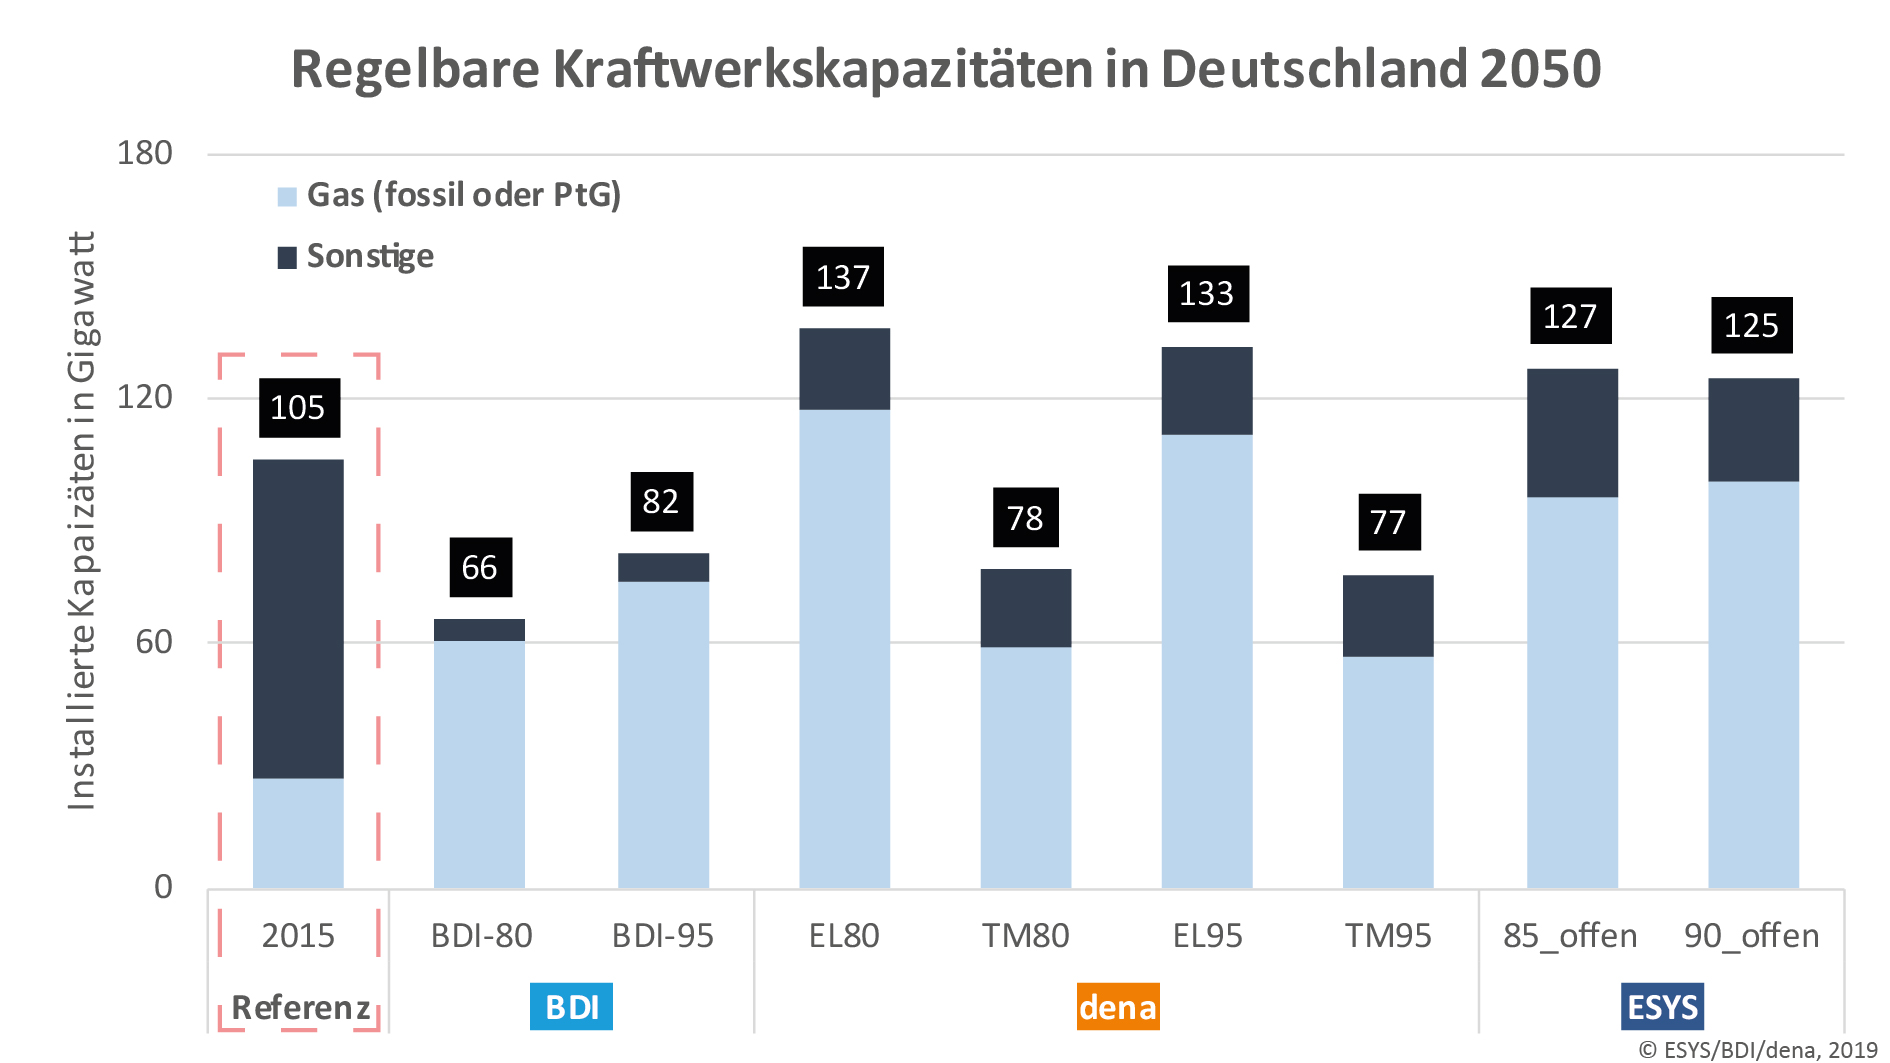 Regelbare Kraftwerkskapazitäten in Deutschland 2050
Installierte Kapaizäten in Gigawatt
180
120
60
0
Gas (fossil oder PtG)
Sonstige
105
66
82
137
78
133
77
127
125
2015
BDI-80
BDI-95
EL80
TM80
EL95
TM95
85_offen
90_offen
Referenz
BDI
dena
ESYS
© ESYS/BDI/dena, 2019